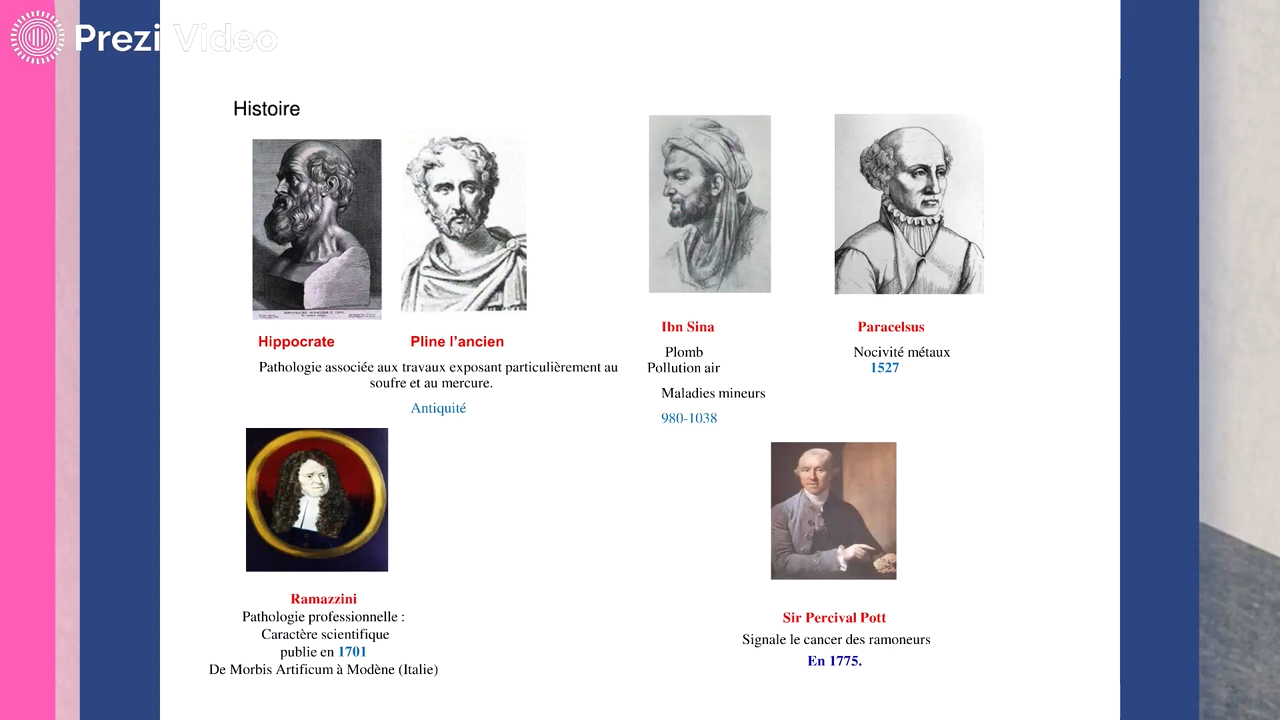 Prezi Video
Histoire
Hippocrate
Pline l’ancien
Pathologie associée aux travaux exposant particulièrement au
soufre et au mercure.
Antiquité
Ibn Sina
Plomb
Pollution air
Maladies mineurs
980-1038
Paracelsus
Nocivité métaux
1527
Ramazzini
Pathologie professionnelle :
Caractère scientifique
publie en 1701
De Morbis Artificum à Modène (Italie)
Sir Percival Pott
Signale le cancer des ramoneurs
En 1775.